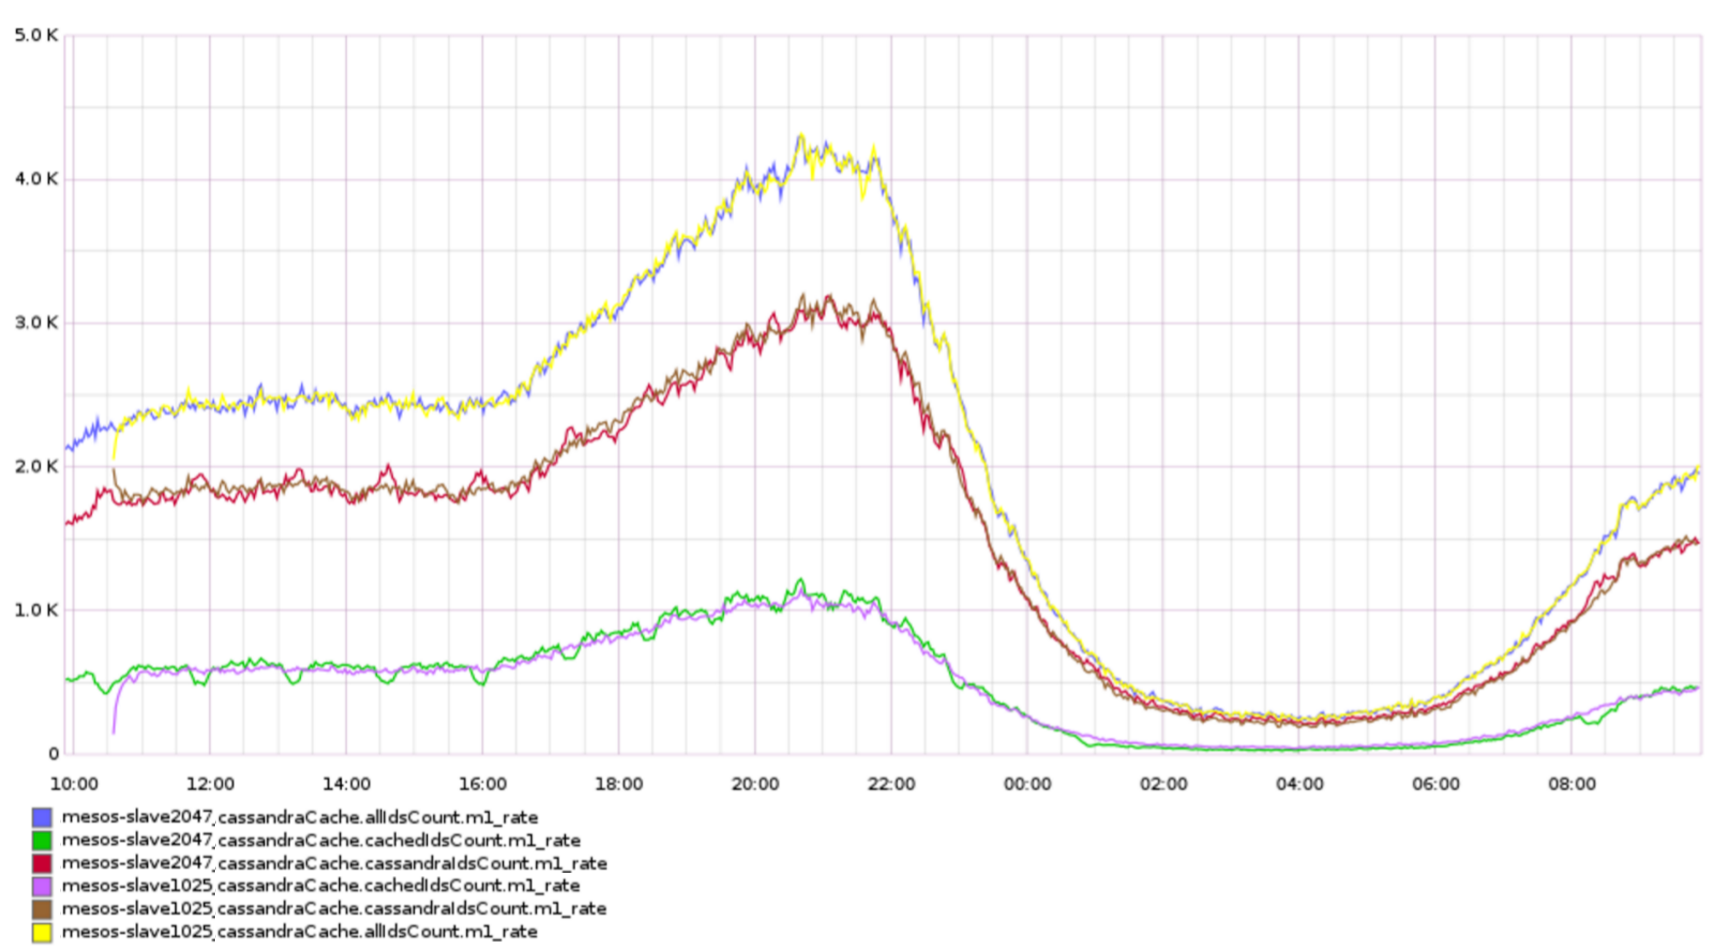 5.0 K
4.0 K
3.0 K
2.0 K
1.0 K
0
10:00 12:00 14:00 16:00 18:00 20:00 22:00 00:00 02:00 04:00 06:00 08:00
mesos-slave2047.cassandraCache.allIdsCount.m1_rate
mesos-slave2047.cassandraCache.cachedIdsCount.m1_rate
mesos-slave2047.cassandraCache.cassandraIdsCount.m1_rate
mesos-slave1025.cassandraCache.cachedIdsCount.m1_rate
mesos-slave1025.cassandraCache.cassandraIdsCount.m1_rate
mesos-slave1025.cassandraCache.allIdsCount.m1_rate